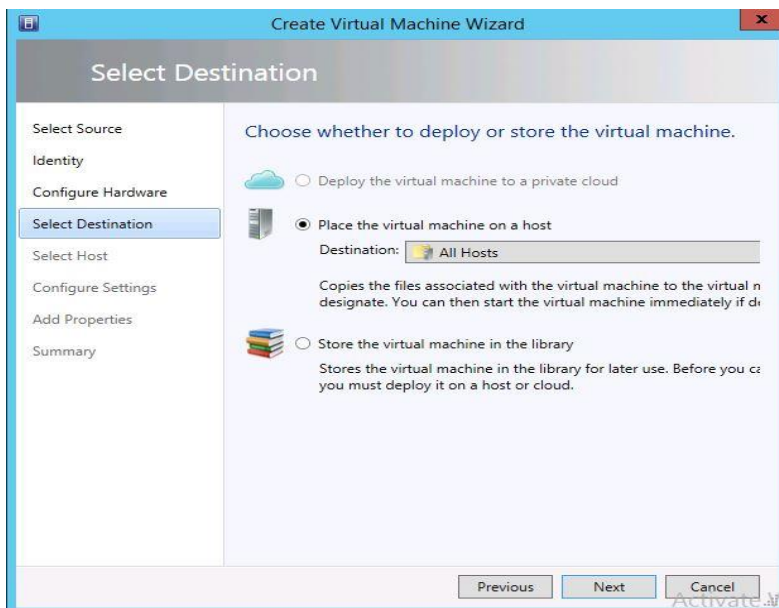 Create Virtual Machine Wizard
x
Select Destination
Select Source
Identity
Configure Hardware
Select Destination
Select Host
Configure Settings
Add Properties
Summary
Choose whether to deploy or store the virtual machine.
Deploy the virtual machine to a private cloud
Place the virtual machine on a host
Destination: All Hosts
Copies the files associated with the virtual machine to the virtual
designate. You can then start the virtual machine immediately if
Store the virtual machine in the library
Stores the virtual machine in the library for later use. Before you
you must deploy it on a host or cloud.
Previous Next Cancel
Activate